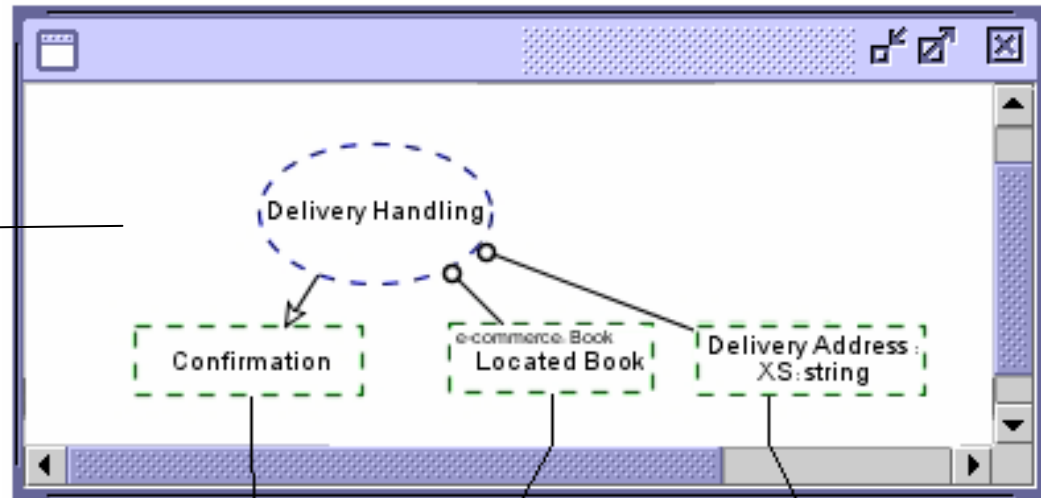 Delivery Handling
Confirmation
e-commerce: Book
Located Book
Delivery Address :
XS:string